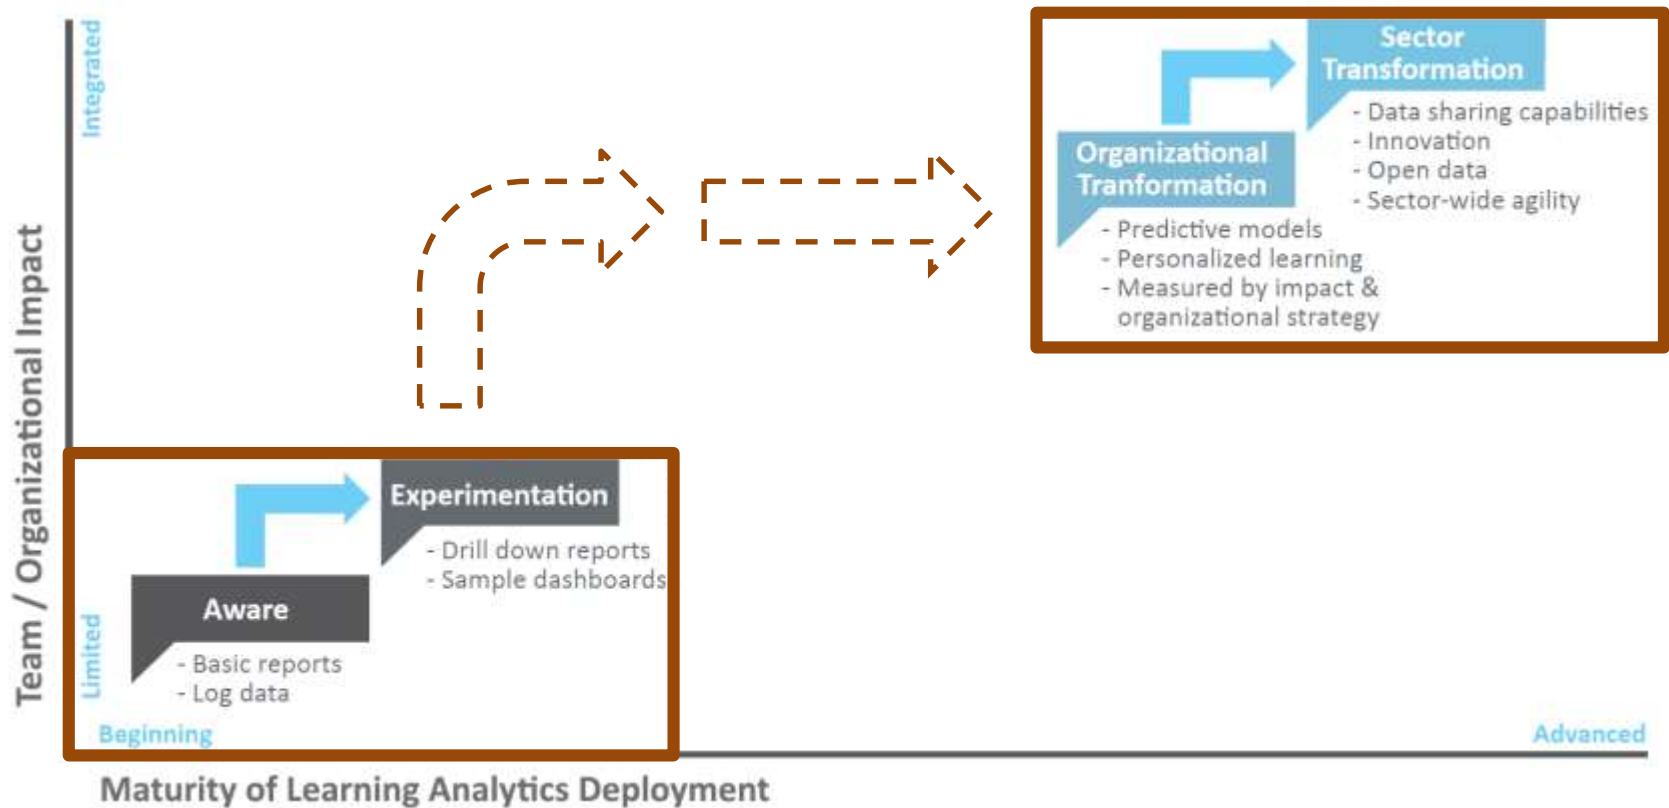 Team / Organizational Impact
Integrated
Limited
Sector
Transformation
- Data sharing capabilities
- Innovation
- Open data
- Sector-wide agility
Organizational
Tranformation
- Predictive models
- Personalized learning
- Measured by impact &
organizational strategy
Experimentation
- Drill down reports
- Sample dashboards
Aware
- Basic reports
- Log data
Beginning
Advanced
Maturity of Learning Analytics Deployment